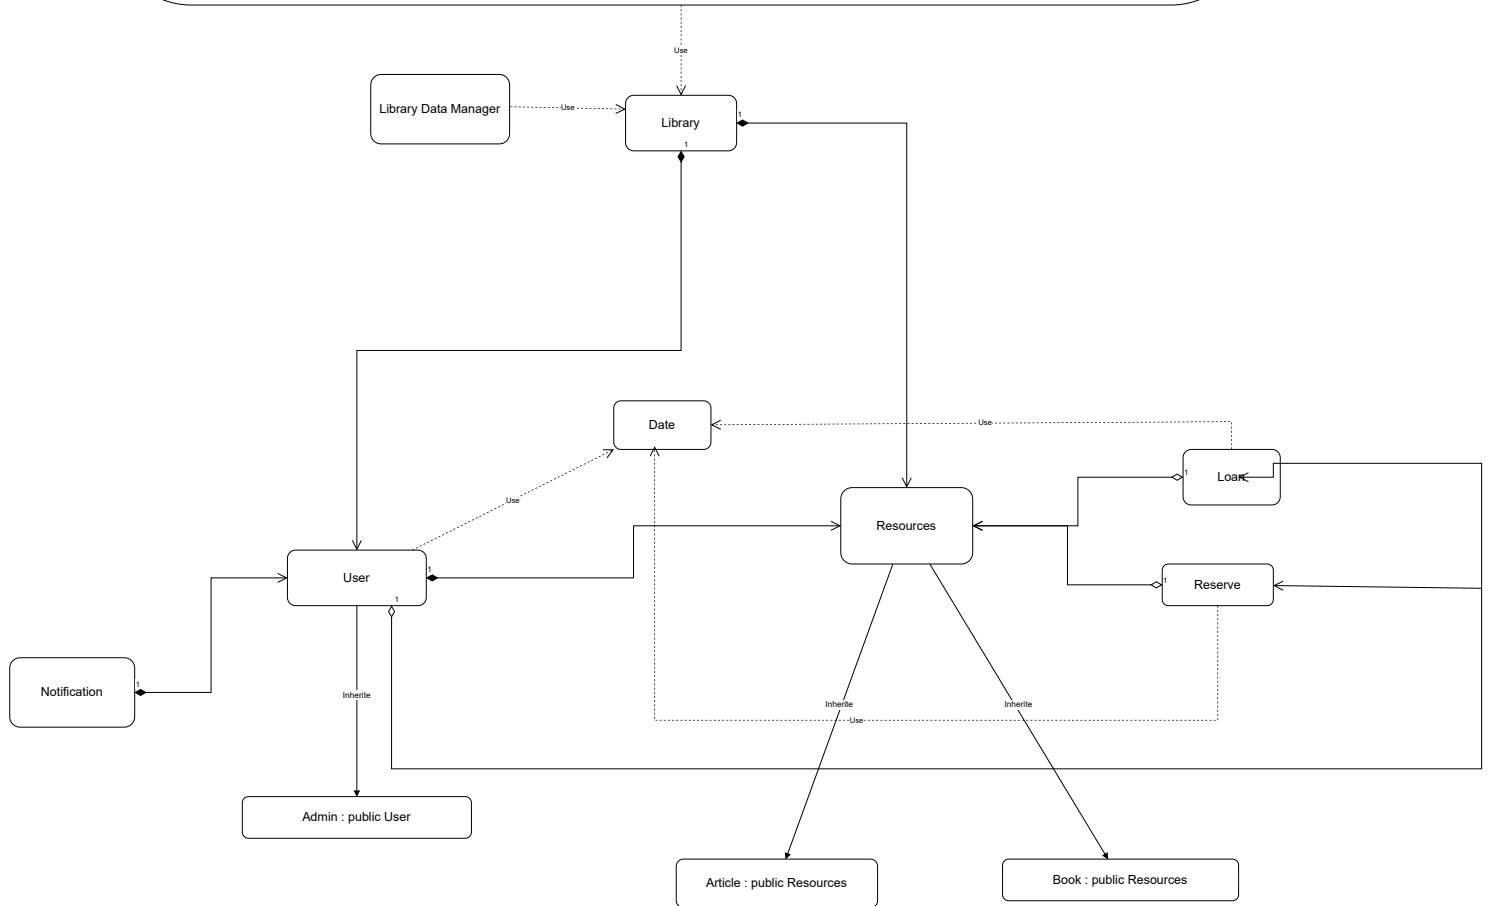 Use
Library Data Manager
Use
Library
1
1
Date
Use
Loan
1
Use
Resources
User
1
1
Reserve
1
Notification
1
Inherite
Inherite
Inherite
Use
Admin : public User
Article : public Resources
Book : public Resources